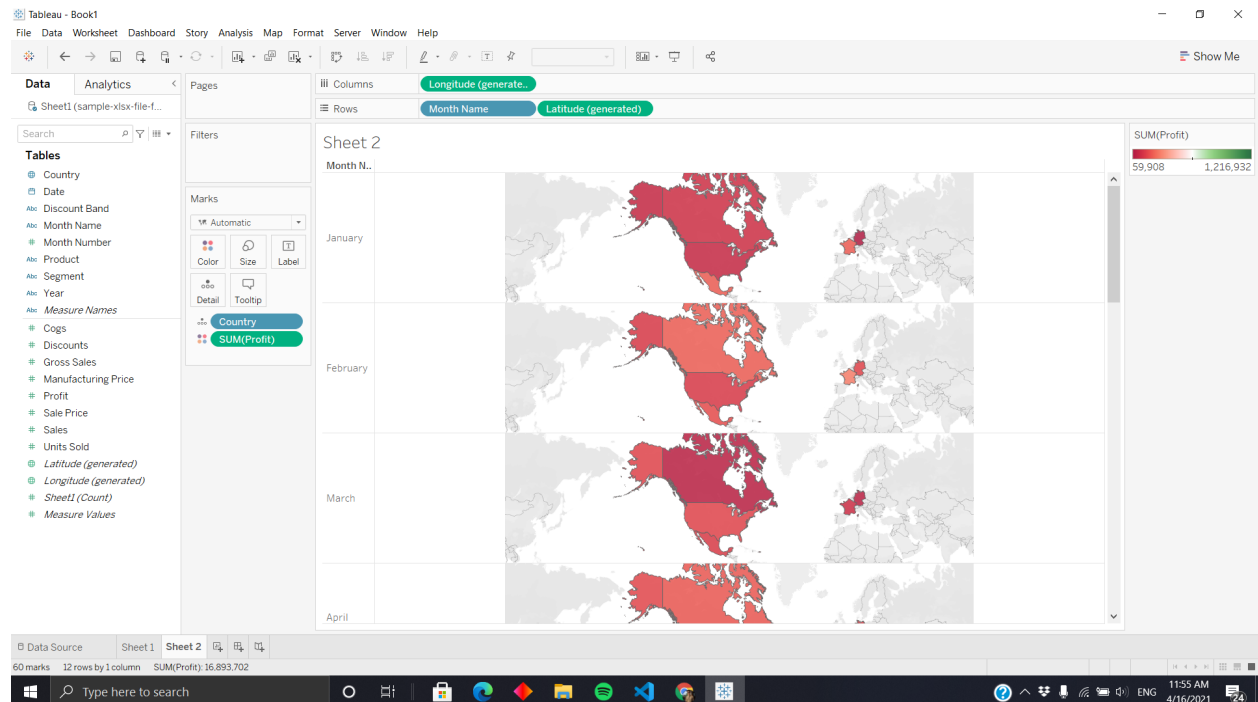 Tableau - Book1
File Data Worksheet Dashboard Story Analysis Map Format Server Window Help
Show Me
Data Analytics
Sheet1 (sample-xlsx-file-f...
Search
Tables
Country
Date
Abc Discount Band
Abc Month Name
# Month Number
Abc Product
Abc Segment
Abc Year
Abc Measure Names
# Cogs
# Discounts
# Gross Sales
# Manufacturing Price
# Profit
# Sale Price
# Sales
# Units Sold
Latitude (generated)
Longitude (generated)
# Sheet1 (Count)
# Measure Values
Pages
Filters
Marks
Automatic
Color Size Label
Detail Tooltip
Country
SUM(Profit)
Columns Longitude (generate..
Rows Month Name Latitude (generated)
Sheet 2
Month N..
January
February
March
April
SUM(Profit)
59,908 1,216,932
Data Source Sheet 1 Sheet 2
60 marks 12 rows by 1 column SUM(Profit): 16,893,702
Type here to search
ENG
11:55 AM
4/16/2021
24